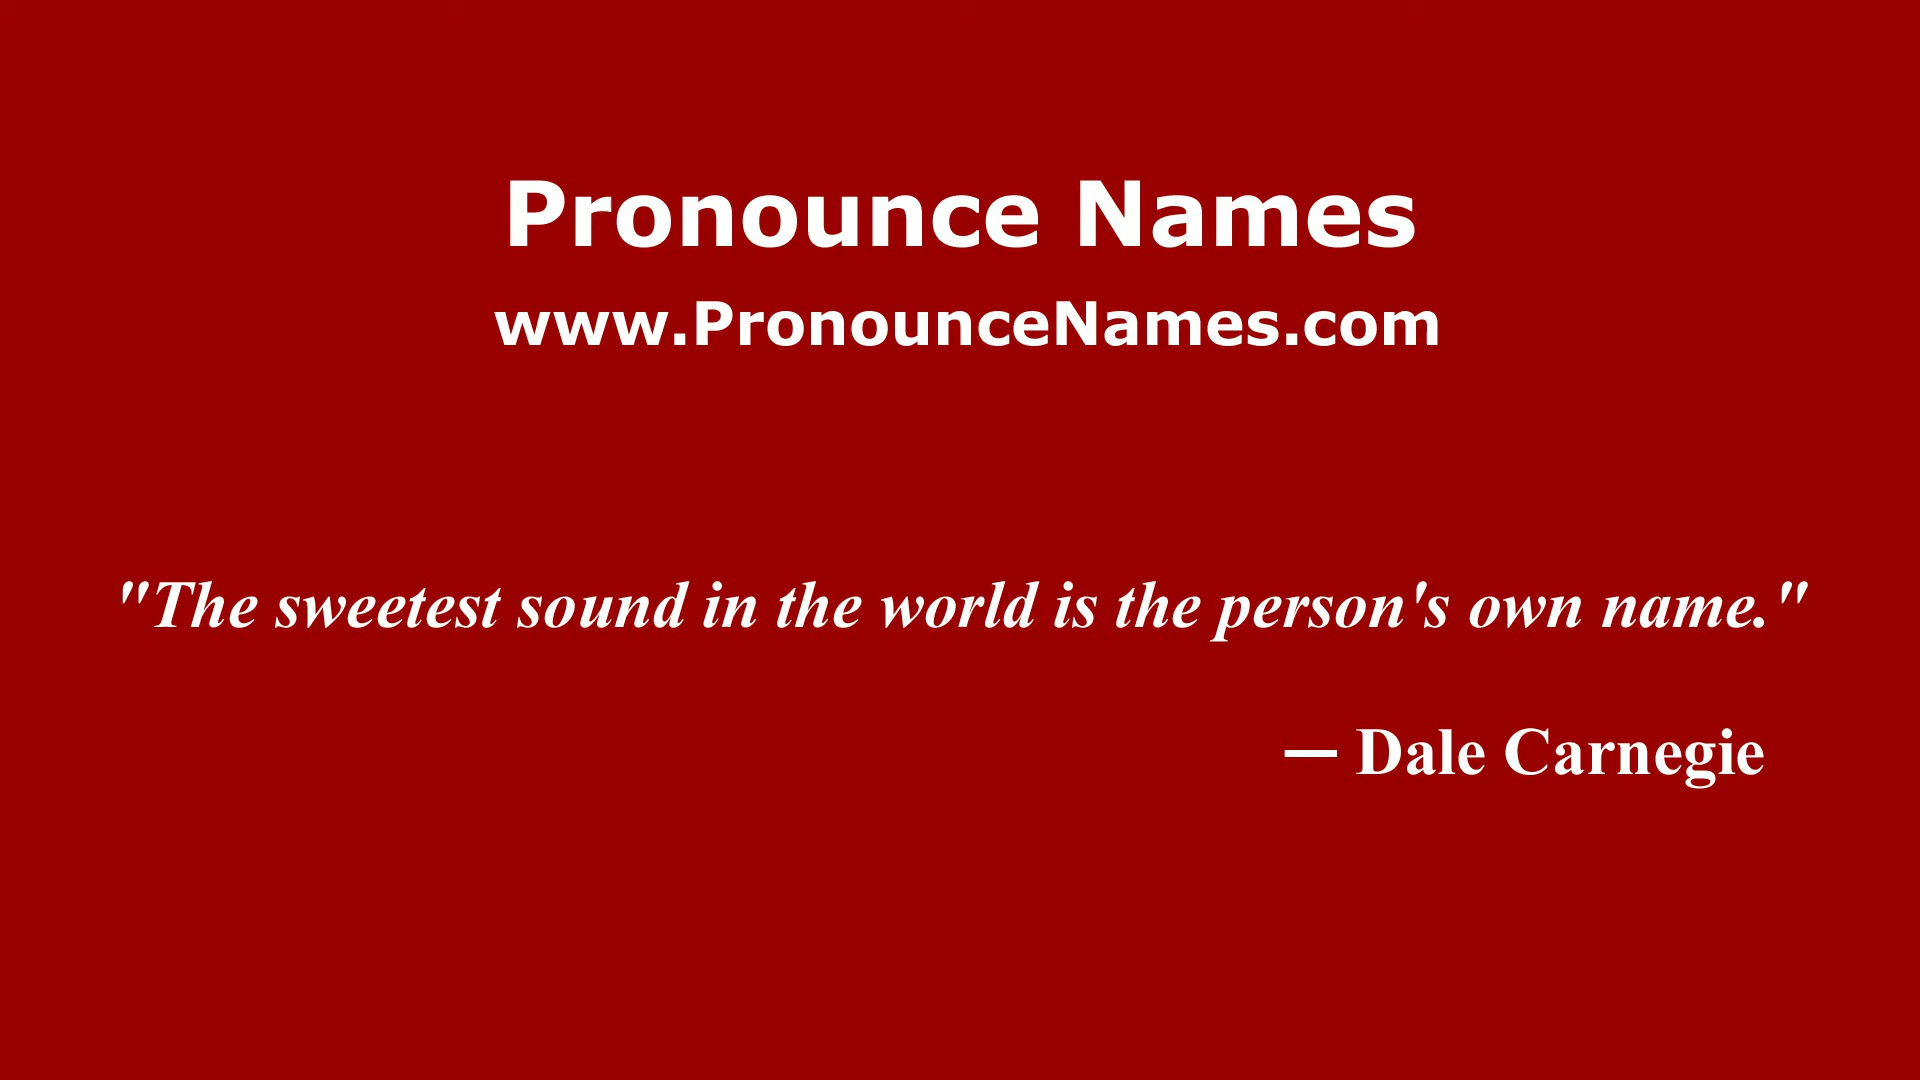 Pronounce Names
www.PronounceNames.com
"The sweetest sound in the world is the person's own name."
— Dale Carnegie